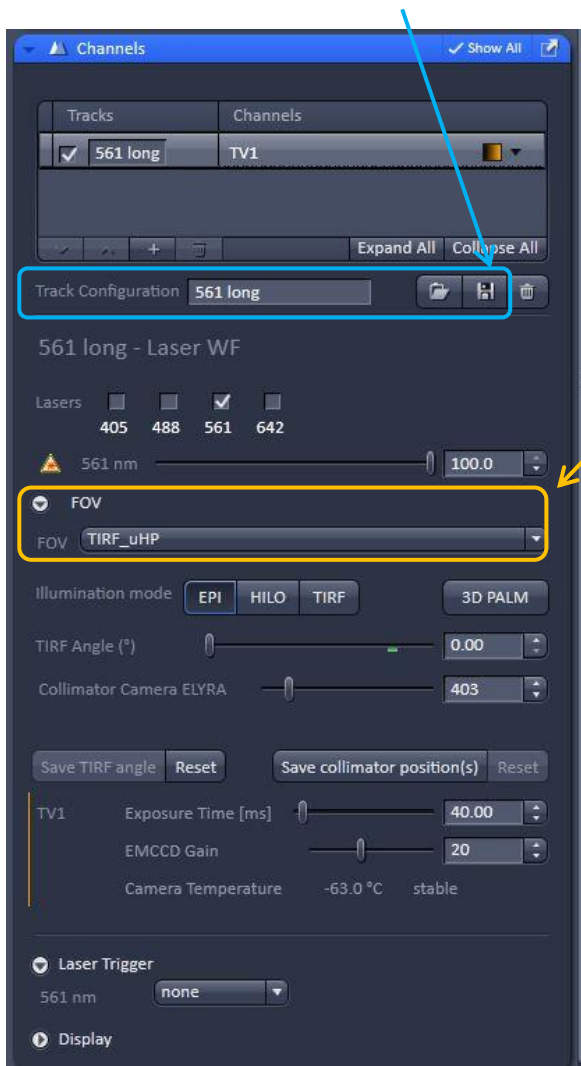 Channels Show All
Tracks Channels
561 long TV1
Expand All Collapse All
Track Configuration 561 long
561 long - Laser WF
Lasers
405 488 561 642
561 nm 100.0
FOV
FOV TIRF_uHP
Illumination mode EPI HILO TIRF 3D PALM
TIRF Angle (°) 0.00
Collimator Camera ELYRA 403
Save TIRF angle Reset Save collimator position(s) Reset
TV1 Exposure Time [ms] 40.00
EMCCD Gain 20
Camera Temperature -63.0 °C stable
Laser Trigger
561 nm none
Display